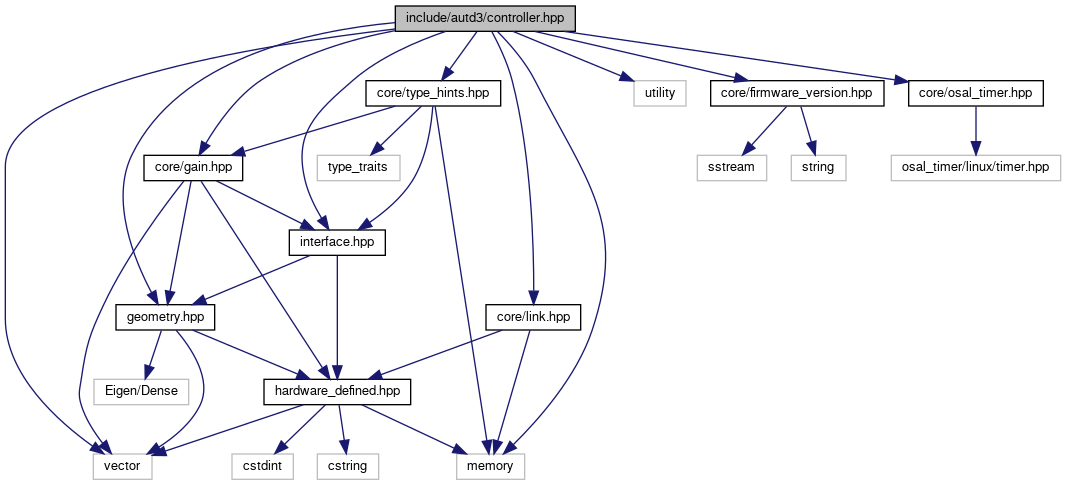 include/autd3/controller.hpp
core/type_hints.hpp
utility
core/firmware_version.hpp
core/osal_timer.hpp
core/gain.hpp
type_traits
sstream
string
osal_timer/linux/timer.hpp
interface.hpp
geometry.hpp
core/link.hpp
Eigen/Dense
hardware_defined.hpp
vector
cstdint
cstring
memory